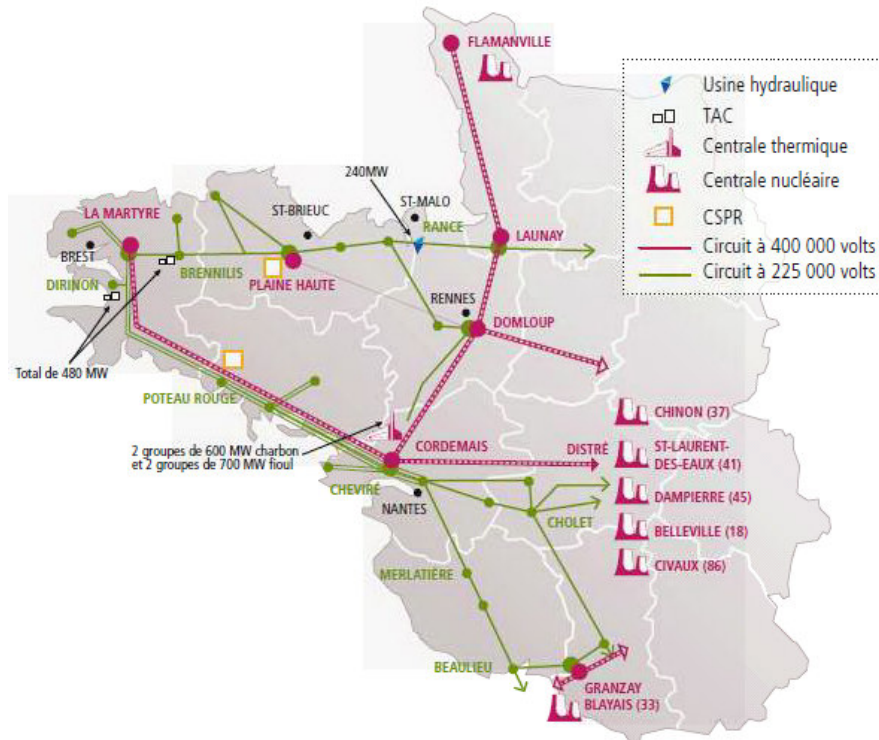 FLAMANVILLE
Usine hydraulique
TAC
Centrale thermique
Centrale nucléaire
CSPR
Circuit à 400 000 volts
Circuit à 225 000 volts
240MW
ST-MALO
RANCE
ST-BRIEUC
LA MARTYRE
LAUNAY
BREST
BRENNILIS
DIRINON
PLAINE HAUTE
RENNES
DOMLOUP
Total de 480 MW
POTEAU ROUGE
2 groupes de 600 MW charbon
et 2 groupes de 700 MW fioul
CORDEMAIS
DISTRÉ
CHEVIRÉ
NANTES
CHOLET
CHINON (37)
ST-LAURENT-
DES-EAUX (41)
DAMPIERRE (45)
BELLEVILLE (18)
CIVAUX (86)
MERLATIÈRE
BEAULIEU
GRANZAY
BLAYAIS (33)